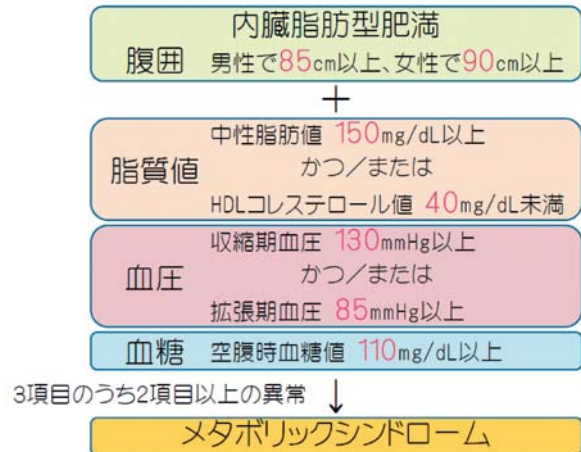 内臓脂肪型肥満
腹囲 男性で85cm以上、女性で90cm以上
+
中性脂肪値 150mg/dL以上
脂質値 かつ/または
HDLコレステロール値 40mg/dL未満
収縮期血圧 130mmHg以上
血圧 かつ/または
拡張期血圧 85mmHg以上
血糖 空腹時血糖値 110mg/dL以上
3項目のうち2項目以上の異常 ↓
メタボリックシンドローム